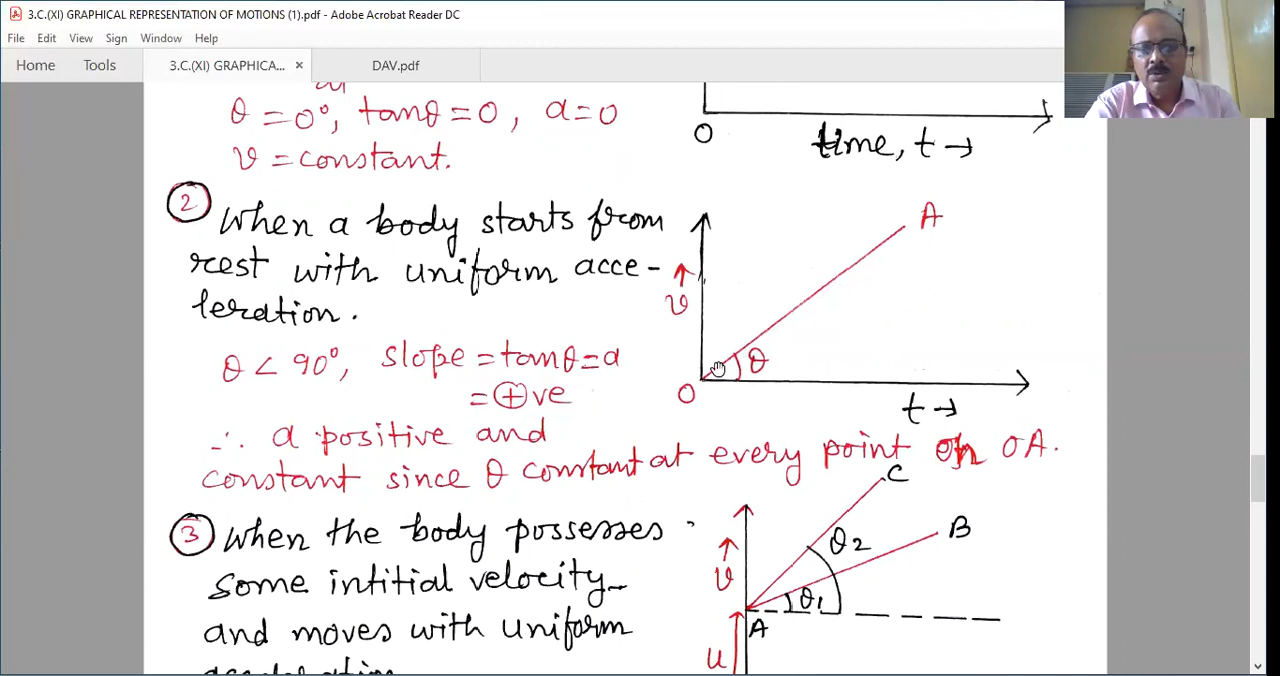 3.C.(XI) GRAPHICAL REPRESENTATION OF MOTIONS (1).pdf - Adobe Acrobat Reader DC
File Edit View Sign Window Help
Home Tools 3.C.(XI) GRAPHICA... × DAV.pdf
θ = 0°, tanθ = 0, a = 0
v = constant.
O
time, t →
2 When a body starts from
rest with uniform acce-
leration.
θ < 90°, slope = tanθ = a
= ⊕ve
∴ a positive and
constant since θ constant at every point on OA.
A
↑
v
θ
O
t →
3 When the body possesses
some intitial velocity
and moves with uniform
acceleration
C
B
θ2
θ1
↑
v
A
u